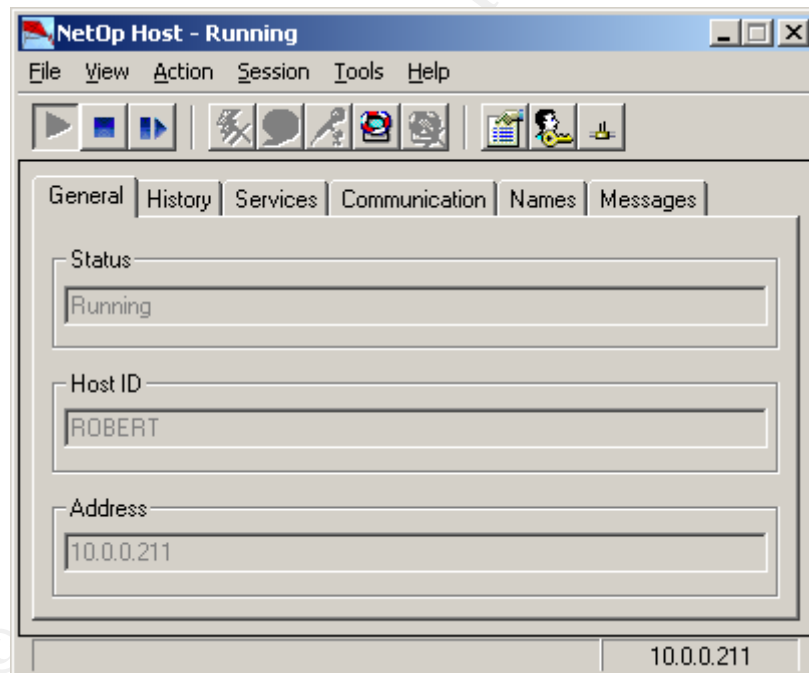 NetOp Host - Running
File View Action Session Tools Help
General History Services Communication Names Messages
Status
Running
Host ID
ROBERT
Address
10.0.0.211
10.0.0.211